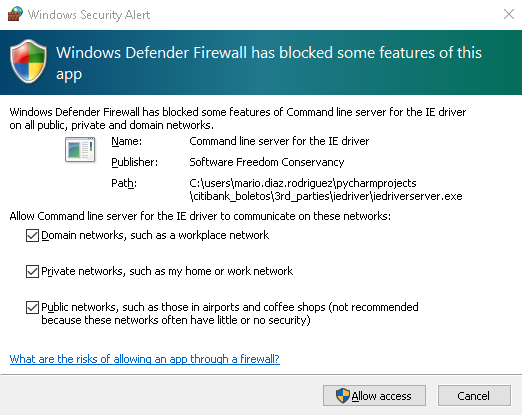 Windows Security Alert
Windows Defender Firewall has blocked some features of this
app
Windows Defender Firewall has blocked some features of Command line server for the IE driver
on all public, private and domain networks.
Name: Command line server for the IE driver
Publisher: Software Freedom Conservancy
Path: C:\users\mario.diaz.rodriguez\pycharmprojects
\citibank_boletos\3rd_parties\iedriver\iedriverserver.exe
Allow Command line server for the IE driver to communicate on these networks:
Domain networks, such as a workplace network
Private networks, such as my home or work network
Public networks, such as those in airports and coffee shops (not recommended
because these networks often have little or no security)
What are the risks of allowing an app through a firewall?
Allow access
Cancel